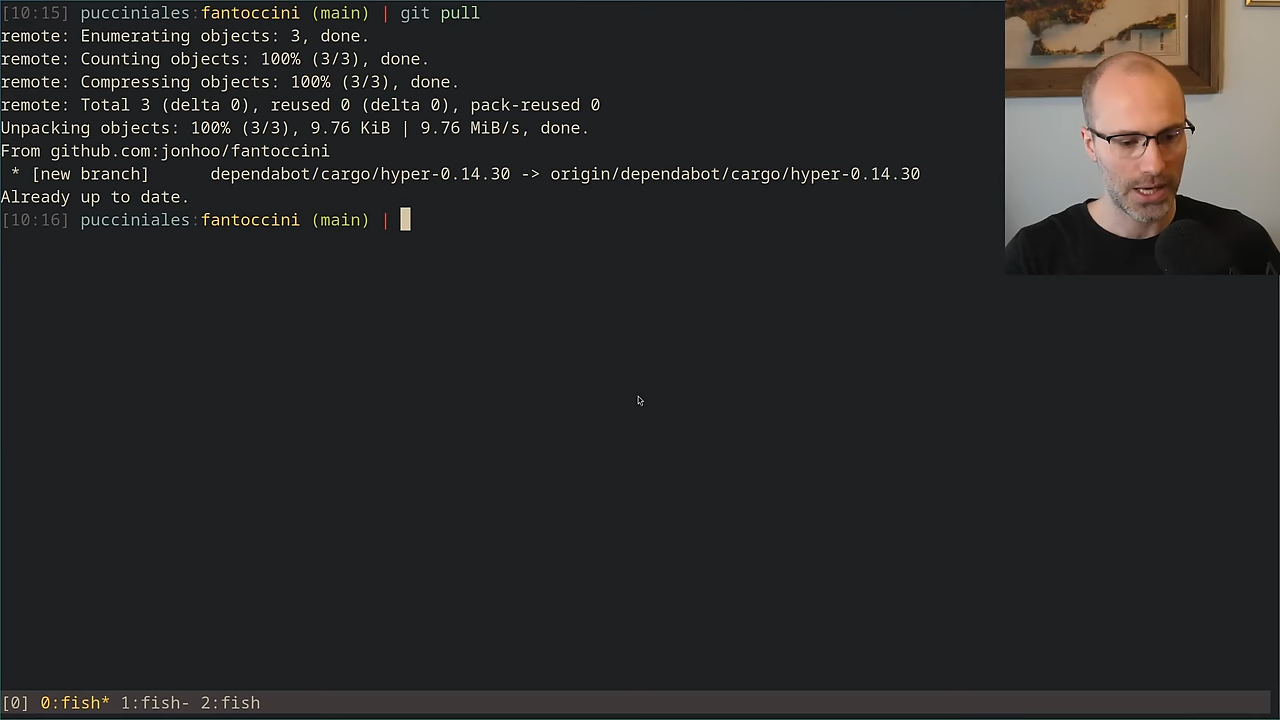 [10:15] pucciniales:fantoccini (main) | git pull
remote: Enumerating objects: 3, done.
remote: Counting objects: 100% (3/3), done.
remote: Compressing objects: 100% (3/3), done.
remote: Total 3 (delta 0), reused 0 (delta 0), pack-reused 0
Unpacking objects: 100% (3/3), 9.76 KiB | 9.76 MiB/s, done.
From github.com:jonhoo/fantoccini
 * [new branch]      dependabot/cargo/hyper-0.14.30 -> origin/dependabot/cargo/hyper-0.14.30
Already up to date.
[10:16] pucciniales:fantoccini (main) |
[0] 0:fish* 1:fish- 2:fish